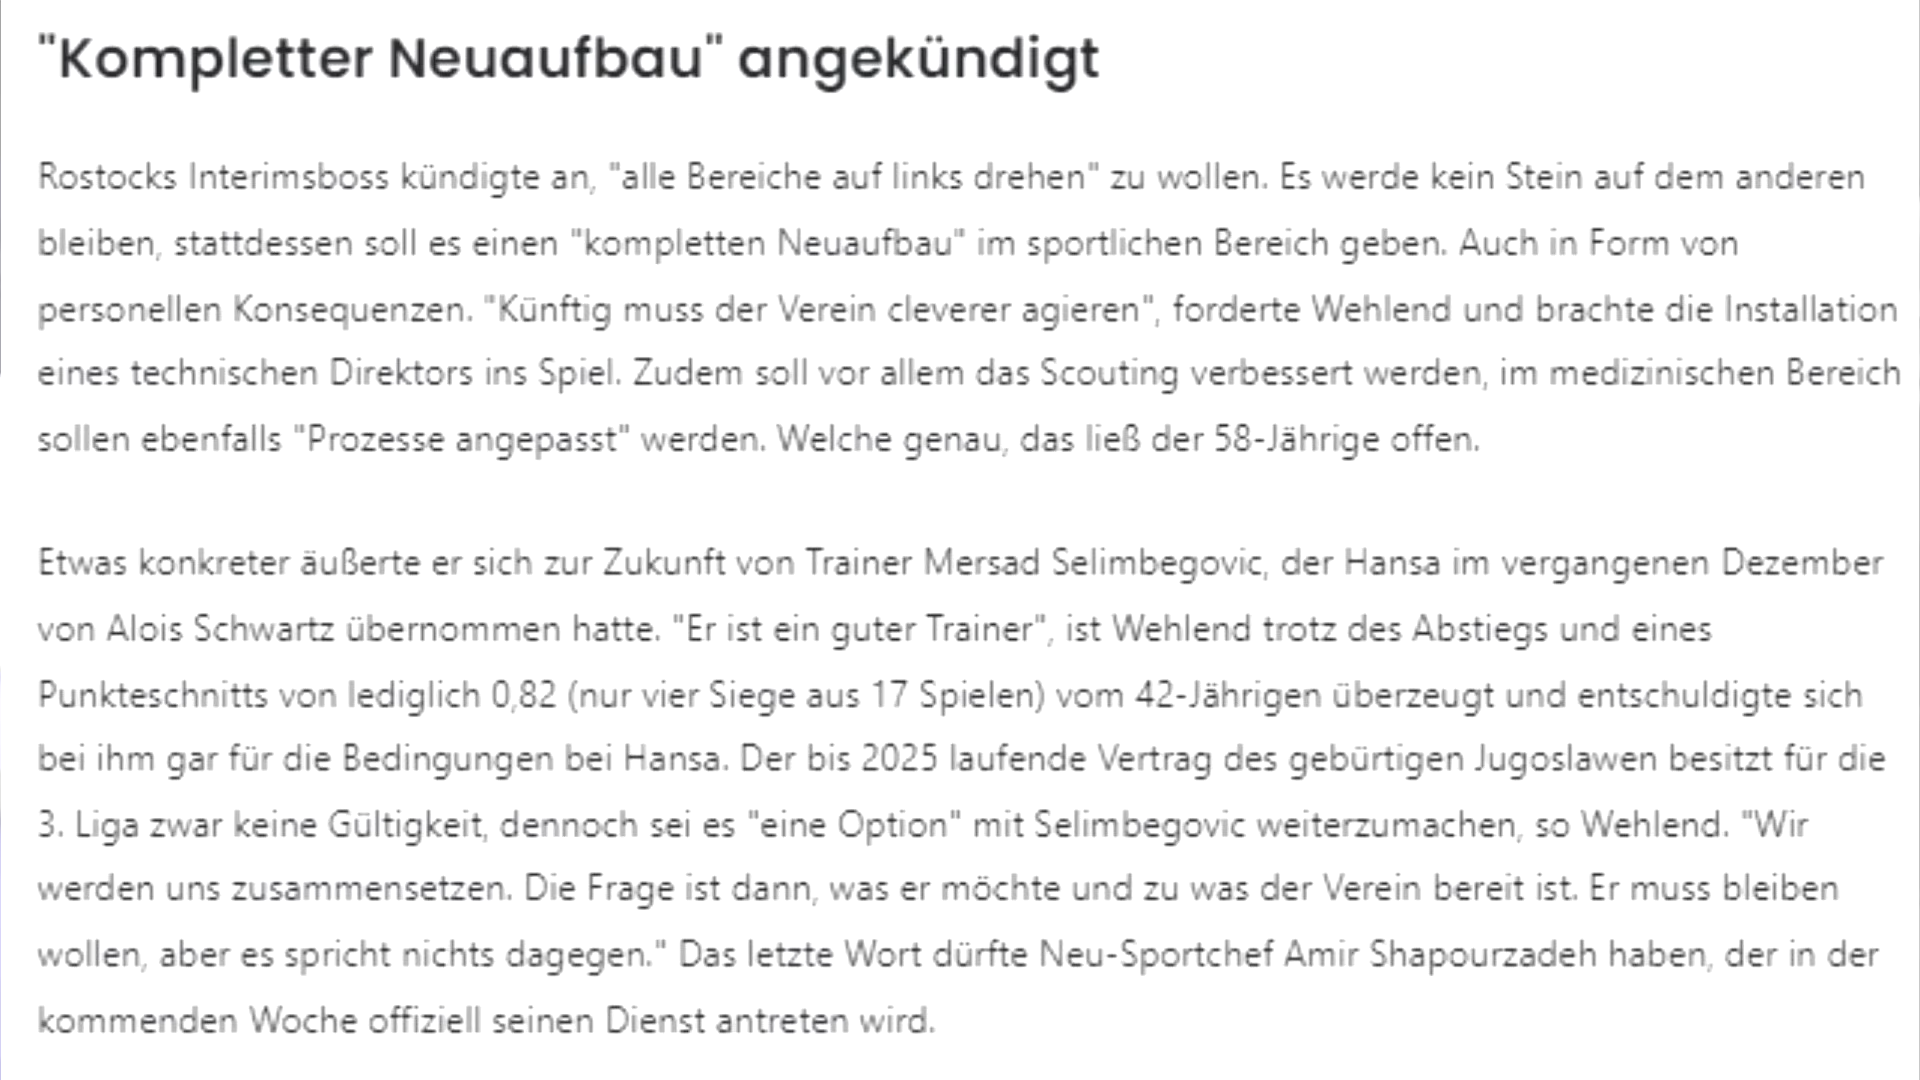 "Kompletter Neuaufbau" angekündigt
Rostocks Interimsboss kündigte an, "alle Bereiche auf links drehen" zu wollen. Es werde kein Stein auf dem anderen
bleiben, stattdessen soll es einen "kompletten Neuaufbau" im sportlichen Bereich geben. Auch in Form von
personellen Konsequenzen. "Künftig muss der Verein cleverer agieren", forderte Wehlend und brachte die Installation
eines technischen Direktors ins Spiel. Zudem soll vor allem das Scouting verbessert werden, im medizinischen Bereich
sollen ebenfalls "Prozesse angepasst" werden. Welche genau, das ließ der 58-Jährige offen.
Etwas konkreter äußerte er sich zur Zukunft von Trainer Mersad Selimbegovic, der Hansa im vergangenen Dezember
von Alois Schwartz übernommen hatte. "Er ist ein guter Trainer", ist Wehlend trotz des Abstiegs und eines
Punkteschnitts von lediglich 0,82 (nur vier Siege aus 17 Spielen) vom 42-Jährigen überzeugt und entschuldigte sich
bei ihm gar für die Bedingungen bei Hansa. Der bis 2025 laufende Vertrag des gebürtigen Jugoslawen besitzt für die
3. Liga zwar keine Gültigkeit, dennoch sei es "eine Option" mit Selimbegovic weiterzumachen, so Wehlend. "Wir
werden uns zusammensetzen. Die Frage ist dann, was er möchte und zu was der Verein bereit ist. Er muss bleiben
wollen, aber es spricht nichts dagegen." Das letzte Wort dürfte Neu-Sportchef Amir Shapourzadeh haben, der in der
kommenden Woche offiziell seinen Dienst antreten wird.